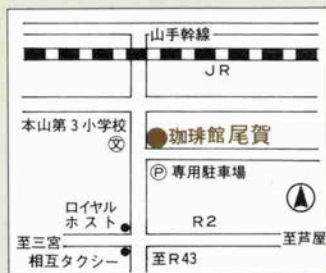 山手幹線
JR
本山第3小学校
文
珈琲館尾賀
P 専用駐車場
ロイヤル
ホスト
R2
至三宮
至芦屋
相互タクシー
至R43